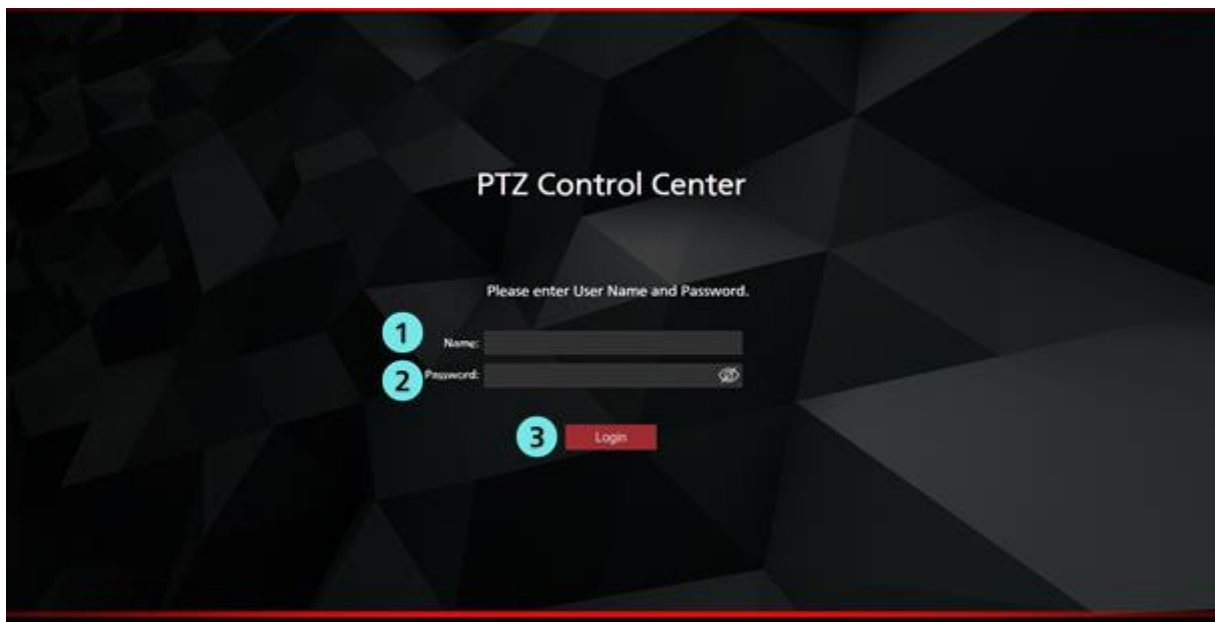 PTZ Control Center
Please enter User Name and Password.
1 Name:
2 Password:
3 Login